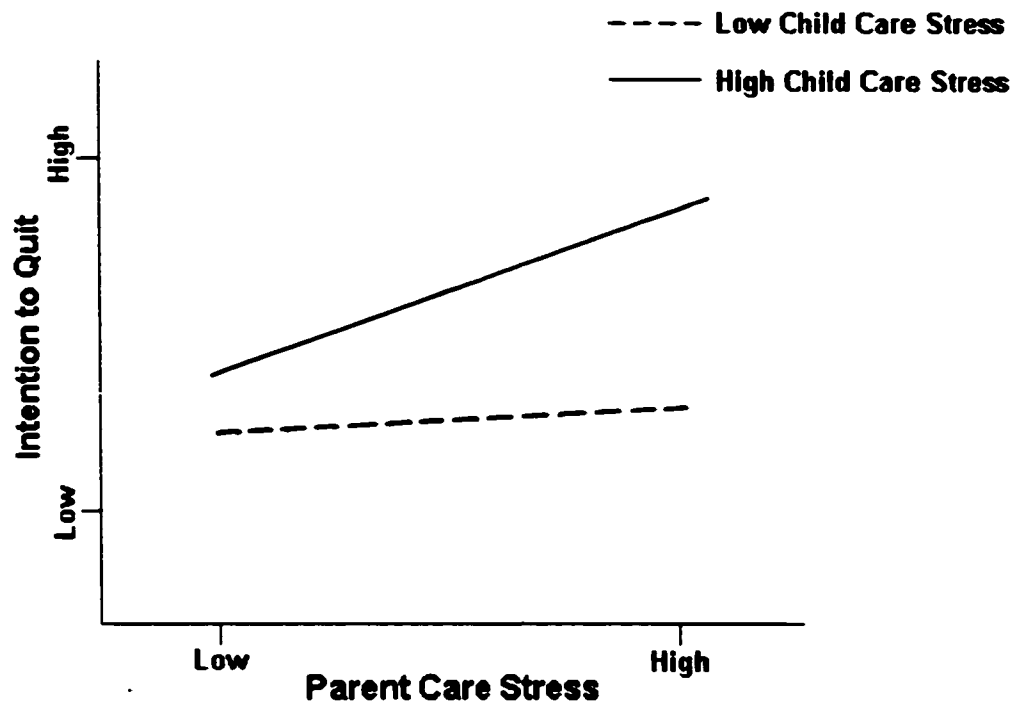 Low Child Care Stress
High Child Care Stress
High
Intention to Quit
Low
Low
High
Parent Care Stress